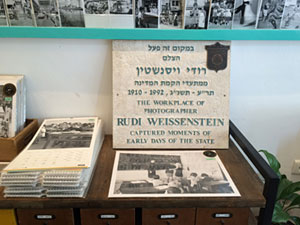 במקום זה פעל
הצלם
רודי ויסנשטין
ממתעדי הקמת המדינה
1910 - 1992 , תר״ע - תשנ״ג
THE WORKPLACE OF
PHOTOGRAPHER
RUDI WEISSENSTEIN
CAPTURED MOMENTS OF
EARLY DAYS OF THE STATE